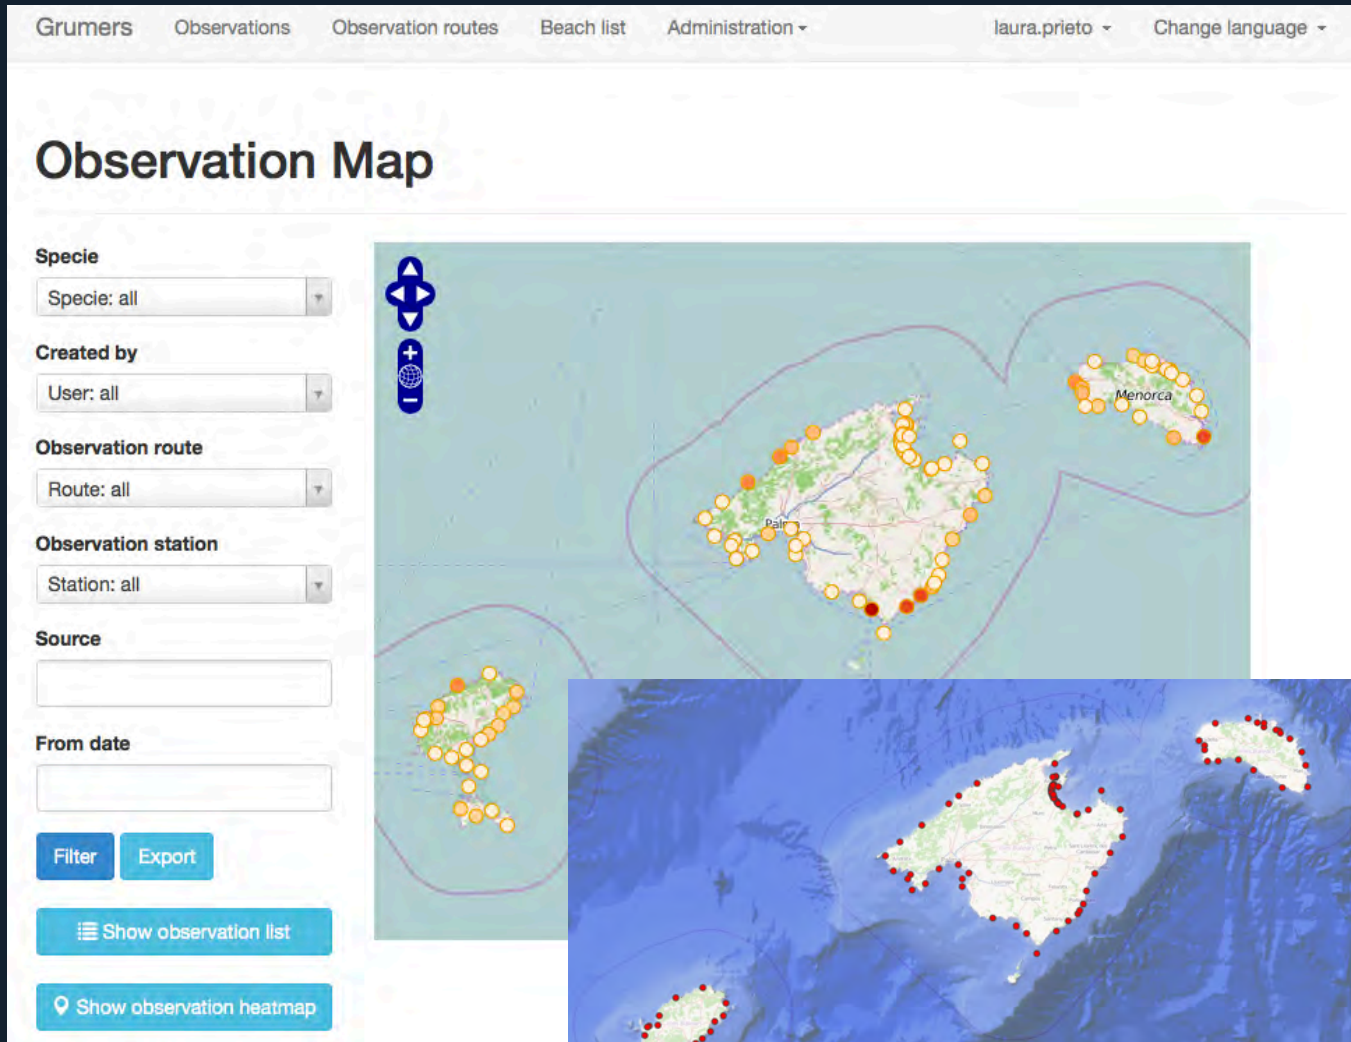 Grumers Observations Observation routes Beach list Administration laura.prieto Change language
Observation Map
Specie
Specie: all
Created by
User: all
Observation route
Route: all
Observation station
Station: all
Source
From date
Filter Export
Show observation list
Show observation heatmap
Menorca
Palma